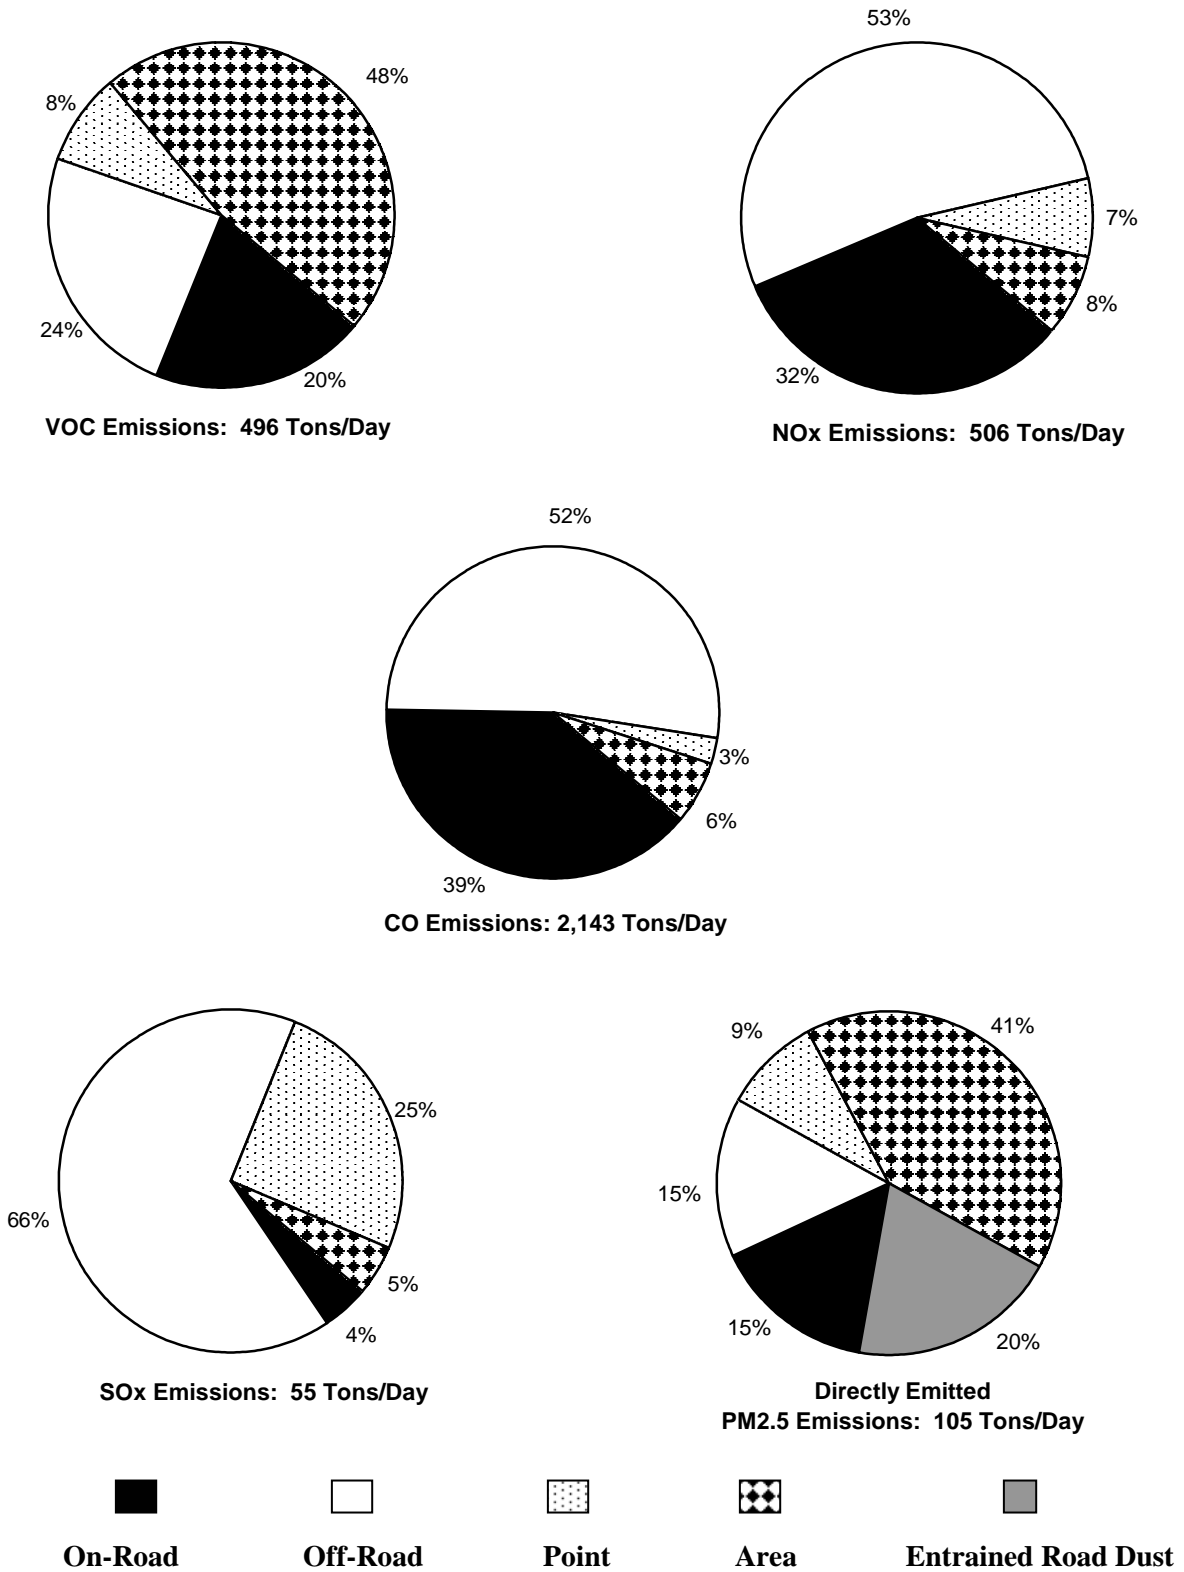 53%
48%
8%
7%
8%
24%
20%
32%
VOC Emissions:  496 Tons/Day
NOx Emissions:  506 Tons/Day
52%
3%
6%
39%
CO Emissions: 2,143 Tons/Day
9%
41%
25%
15%
66%
5%
4%
15%
20%
SOx Emissions:  55 Tons/Day
Directly Emitted
PM2.5 Emissions:  105 Tons/Day
On-Road
Off-Road
Point
Area
Entrained Road Dust